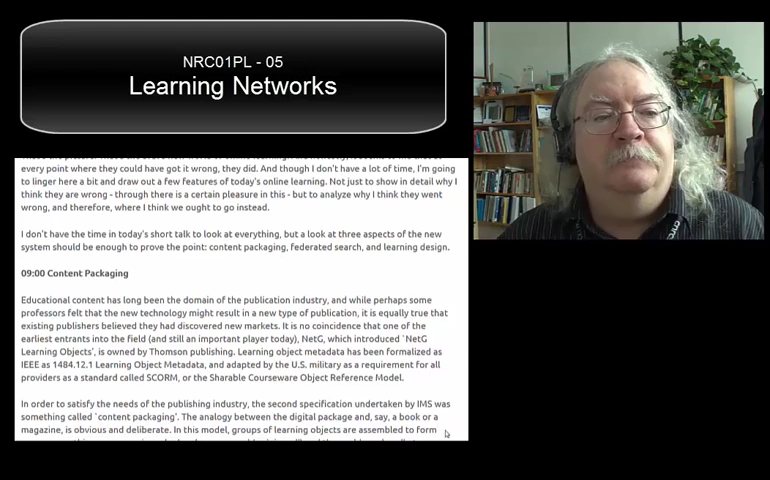 NRC01PL - 05
Learning Networks
every point where they could have got it wrong, they did. And though I don't have a lot of time, I'm going
to linger here a bit and draw out a few features of today's online learning. Not just to show in detail why I
think they are wrong - through there is a certain pleasure in this - but to analyze why I think they went
wrong, and therefore, where I think we ought to go instead.
I don't have the time in today's short talk to look at everything, but a look at three aspects of the new
system should be enough to prove the point: content packaging, federated search, and learning design.
09:00 Content Packaging
Educational content has long been the domain of the publication industry, and while perhaps some
professors felt that the new technology might result in a new type of publication, it is equally true that
existing publishers believed they had discovered new markets. It is no coincidence that one of the
earliest entrants into the field (and still an important player today), NetG, which introduced `NetG
Learning Objects', is owned by Thomson publishing. Learning object metadata has been formalized as
IEEE as 1484.12.1 Learning Object Metadata, and adapted by the U.S. military as a requirement for all
providers as a standard called SCORM, or the Sharable Courseware Object Reference Model.
In order to satisfy the needs of the publishing industry, the second specification undertaken by IMS was
something called `content packaging'. The analogy between the digital package and, say, a book or a
magazine, is obvious and deliberate. In this model, groups of learning objects are assembled to form